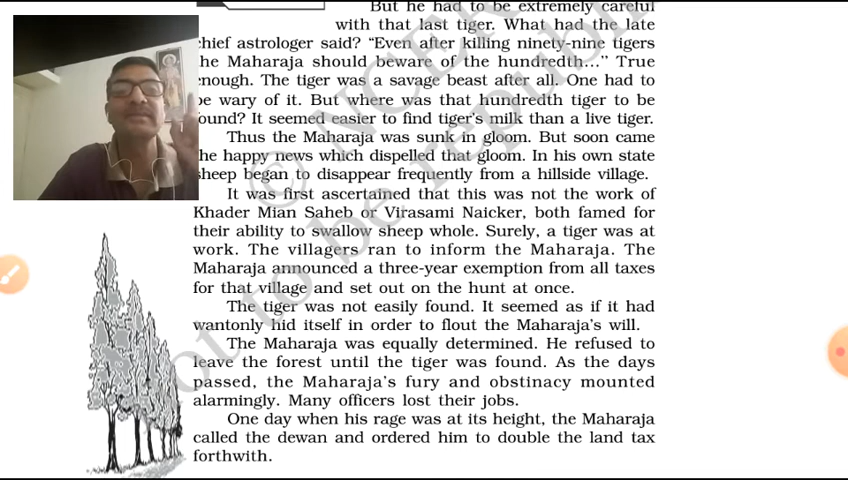 But he had to be extremely careful
with that last tiger. What had the late
chief astrologer said? “Even after killing ninety-nine tigers
the Maharaja should beware of the hundredth...” True
enough. The tiger was a savage beast after all. One had to
be wary of it. But where was that hundredth tiger to be
found? It seemed easier to find tiger’s milk than a live tiger.
Thus the Maharaja was sunk in gloom. But soon came
the happy news which dispelled that gloom. In his own state
sheep began to disappear frequently from a hillside village.
It was first ascertained that this was not the work of
Khader Mian Saheb or Virasami Naicker, both famed for
their ability to swallow sheep whole. Surely, a tiger was at
work. The villagers ran to inform the Maharaja. The
Maharaja announced a three-year exemption from all taxes
for that village and set out on the hunt at once.
The tiger was not easily found. It seemed as if it had
wantonly hid itself in order to flout the Maharaja’s will.
The Maharaja was equally determined. He refused to
leave the forest until the tiger was found. As the days
passed, the Maharaja’s fury and obstinacy mounted
alarmingly. Many officers lost their jobs.
One day when his rage was at its height, the Maharaja
called the dewan and ordered him to double the land tax
forthwith.
© NCERT
not to be republished